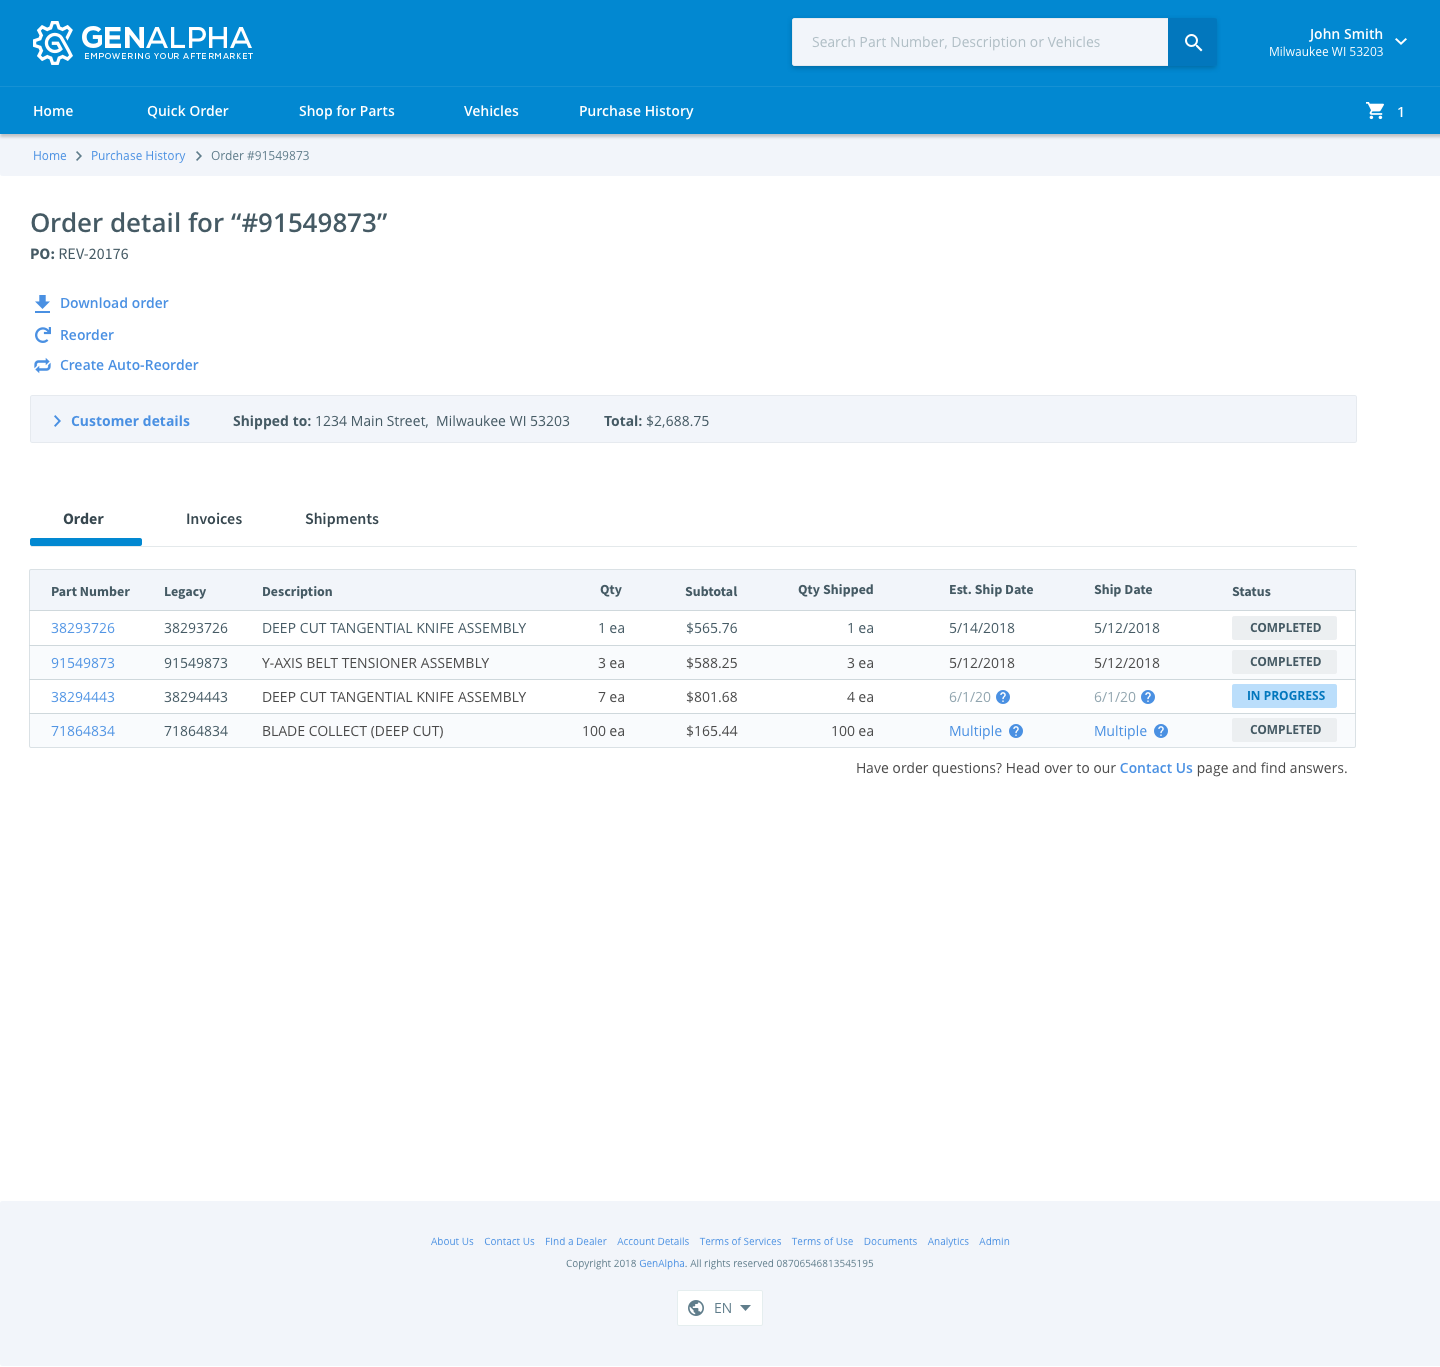 GENALPHA
EMPOWERING YOUR AFTERMARKET
Search Part Number, Description or Vehicles
John Smith
Milwaukee WI 53203
Home Quick Order Shop for Parts Vehicles Purchase History 1
Home Purchase History Order #91549873
Order detail for “#91549873”
PO: REV-20176
Download order
Reorder
Create Auto-Reorder
Customer details Shipped to: 1234 Main Street, Milwaukee WI 53203 Total: $2,688.75
Order Invoices Shipments
Part Number Legacy Description Qty Subtotal Qty Shipped Est. Ship Date Ship Date Status
38293726 38293726 DEEP CUT TANGENTIAL KNIFE ASSEMBLY 1 ea $565.76 1 ea 5/14/2018 5/12/2018 COMPLETED
91549873 91549873 Y-AXIS BELT TENSIONER ASSEMBLY 3 ea $588.25 3 ea 5/12/2018 5/12/2018 COMPLETED
38294443 38294443 DEEP CUT TANGENTIAL KNIFE ASSEMBLY 7 ea $801.68 4 ea 6/1/20 ? 6/1/20 ? IN PROGRESS
71864834 71864834 BLADE COLLECT (DEEP CUT) 100 ea $165.44 100 ea Multiple ? Multiple ? COMPLETED
Have order questions? Head over to our Contact Us page and find answers.
About Us Contact Us Find a Dealer Account Details Terms of Services Terms of Use Documents Analytics Admin
Copyright 2018 GenAlpha. All rights reserved 08706546813545195
EN